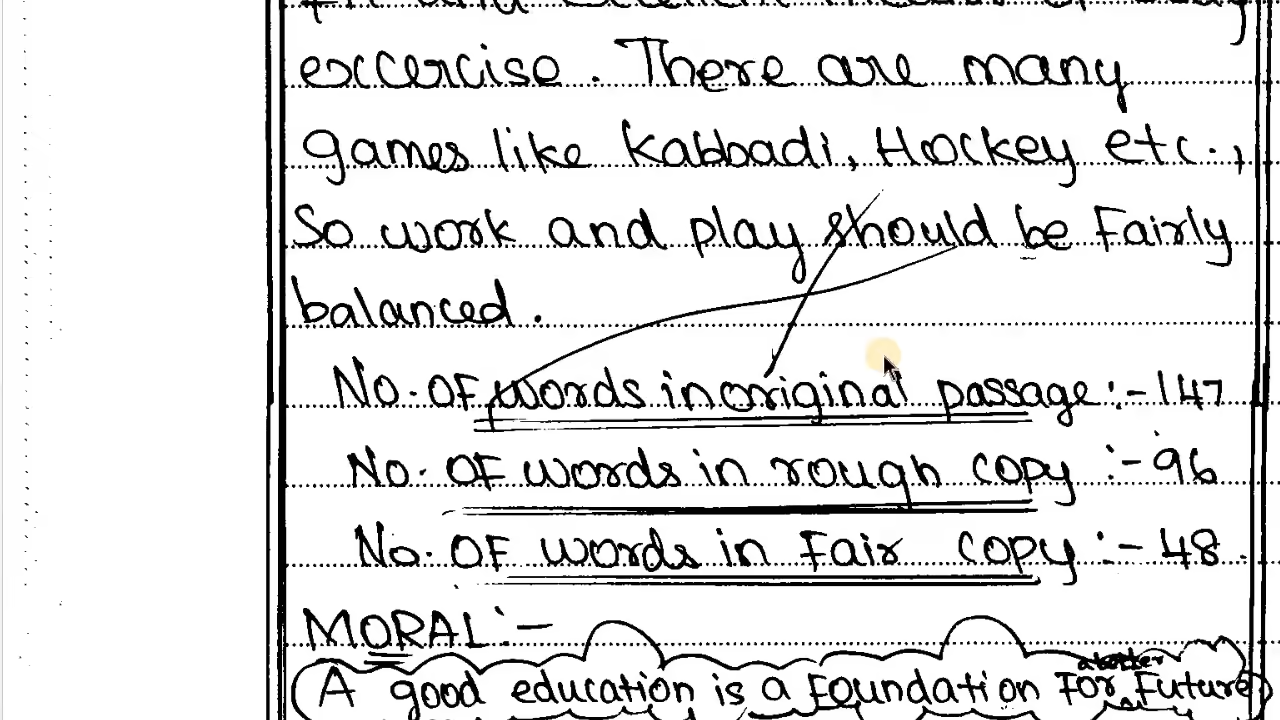 exccercise. There are many
games like Kabbadi, Hockey etc.,
So work and play should be Fairly
balanced.
No. OF words in original passage :- 147
No. OF words in rough copy :- 96
No. OF words in Fair copy :- 48.
MORAL :-
a better
A good education is a Foundation For Future